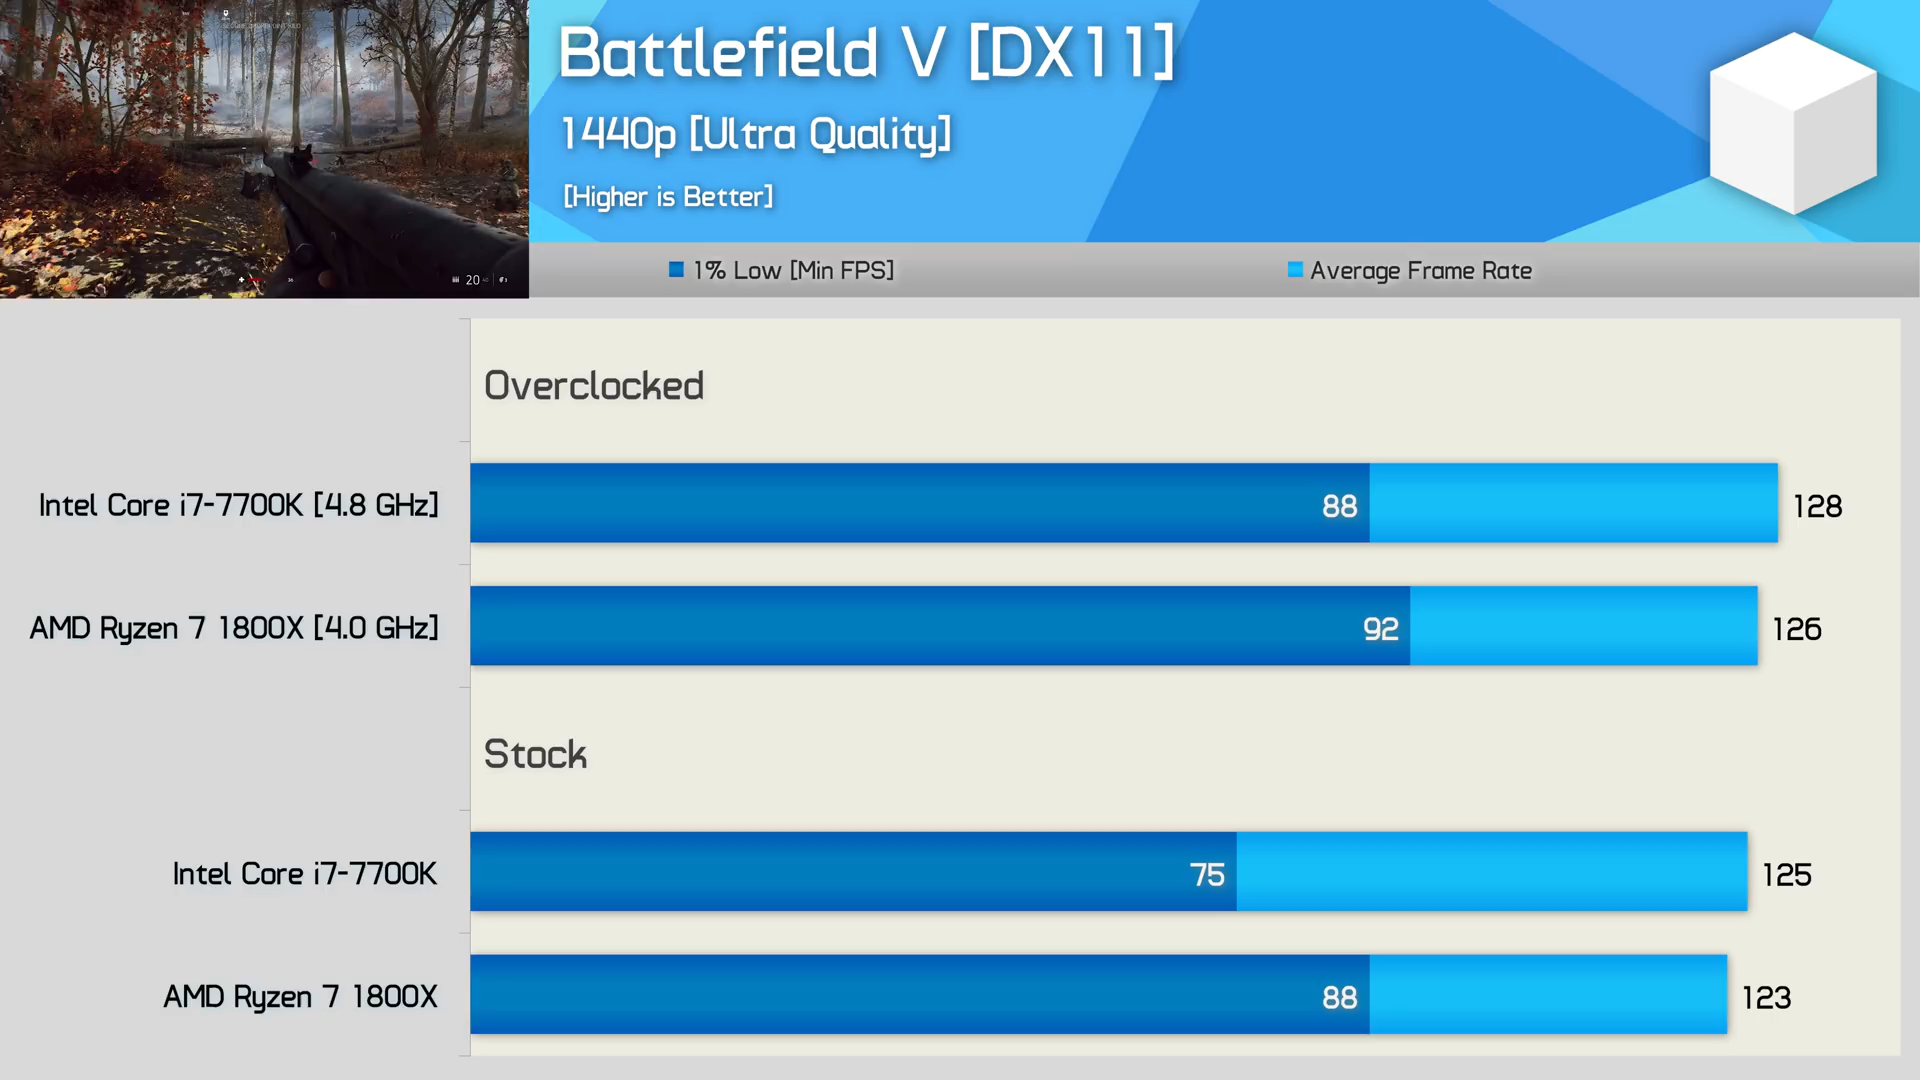 Battlefield V [DX11]
1440p [Ultra Quality]
[Higher is Better]
20
1% Low [Min FPS]
Average Frame Rate
Overclocked
Intel Core i7-7700K [4.8 GHz]
88
128
AMD Ryzen 7 1800X [4.0 GHz]
92
126
Stock
Intel Core i7-7700K
75
125
AMD Ryzen 7 1800X
88
123